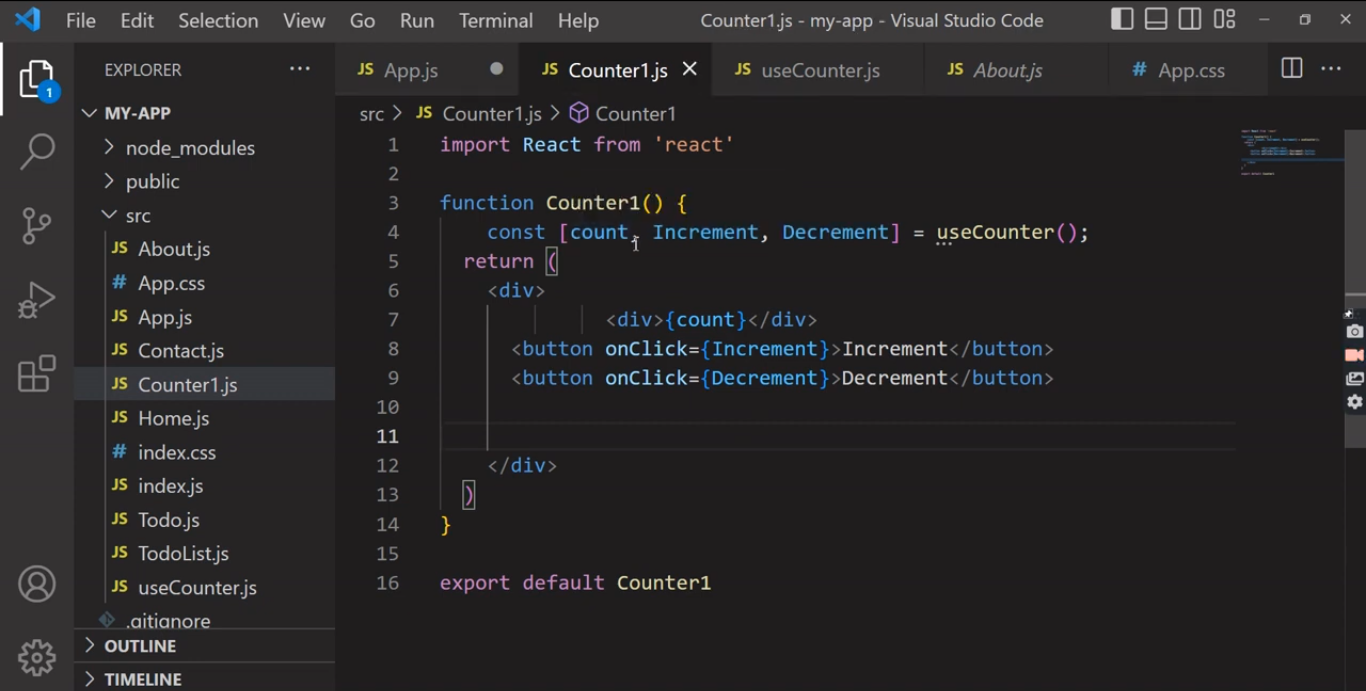 File Edit Selection View Go Run Terminal Help Counter1.js - my-app - Visual Studio Code
EXPLORER
JS App.js JS Counter1.js JS useCounter.js JS About.js # App.css
1
MY-APP
node_modules
public
src
JS About.js
# App.css
JS App.js
JS Contact.js
JS Counter1.js
JS Home.js
# index.css
JS index.js
JS Todo.js
JS TodoList.js
JS useCounter.js
.gitignore
OUTLINE
TIMELINE
src > JS Counter1.js > Counter1
1 import React from 'react'
2
3 function Counter1() {
4 const [count, Increment, Decrement] = useCounter();
5 return (
6 <div>
7 <div>{count}</div>
8 <button onClick={Increment}>Increment</button>
9 <button onClick={Decrement}>Decrement</button>
10
11
12 </div>
13 )
14 }
15
16 export default Counter1